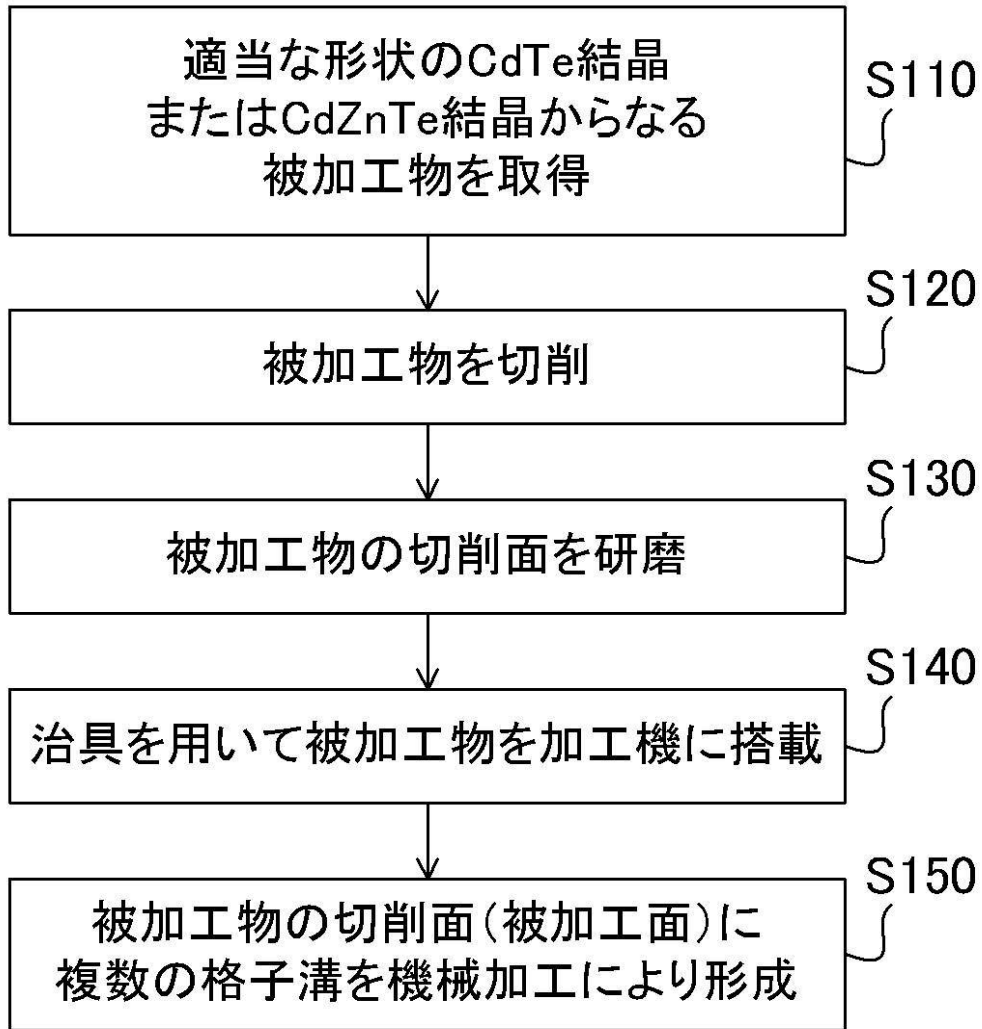 適当な形状のCdTe結晶
またはCdZnTe結晶からなる
被加工物を取得
S110
S120
被加工物を切削
S130
被加工物の切削面を研磨
S140
治具を用いて被加工物を加工機に搭載
S150
被加工物の切削面(被加工面)に
複数の格子溝を機械加工により形成